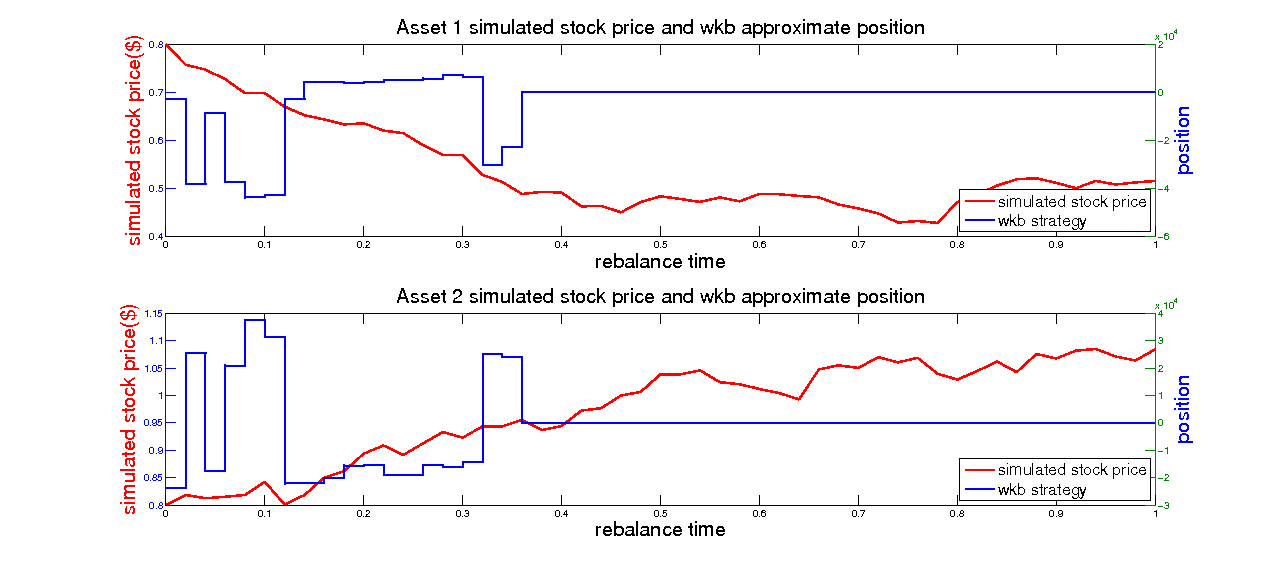 Asset 1 simulated stock price and wkb approximate position
x 10^4
simulated stock price($)
0.8
0.7
0.6
0.5
0.4
2
0
-2
-4
-6
position
simulated stock price
wkb strategy
0 0.1 0.2 0.3 0.4 0.5 0.6 0.7 0.8 0.9 1
rebalance time
Asset 2 simulated stock price and wkb approximate position
x 10^4
simulated stock price($)
1.15
1.1
1.05
1
0.95
0.9
0.85
0.8
4
3
2
1
0
-1
-2
-3
position
simulated stock price
wkb strategy
0 0.1 0.2 0.3 0.4 0.5 0.6 0.7 0.8 0.9 1
rebalance time